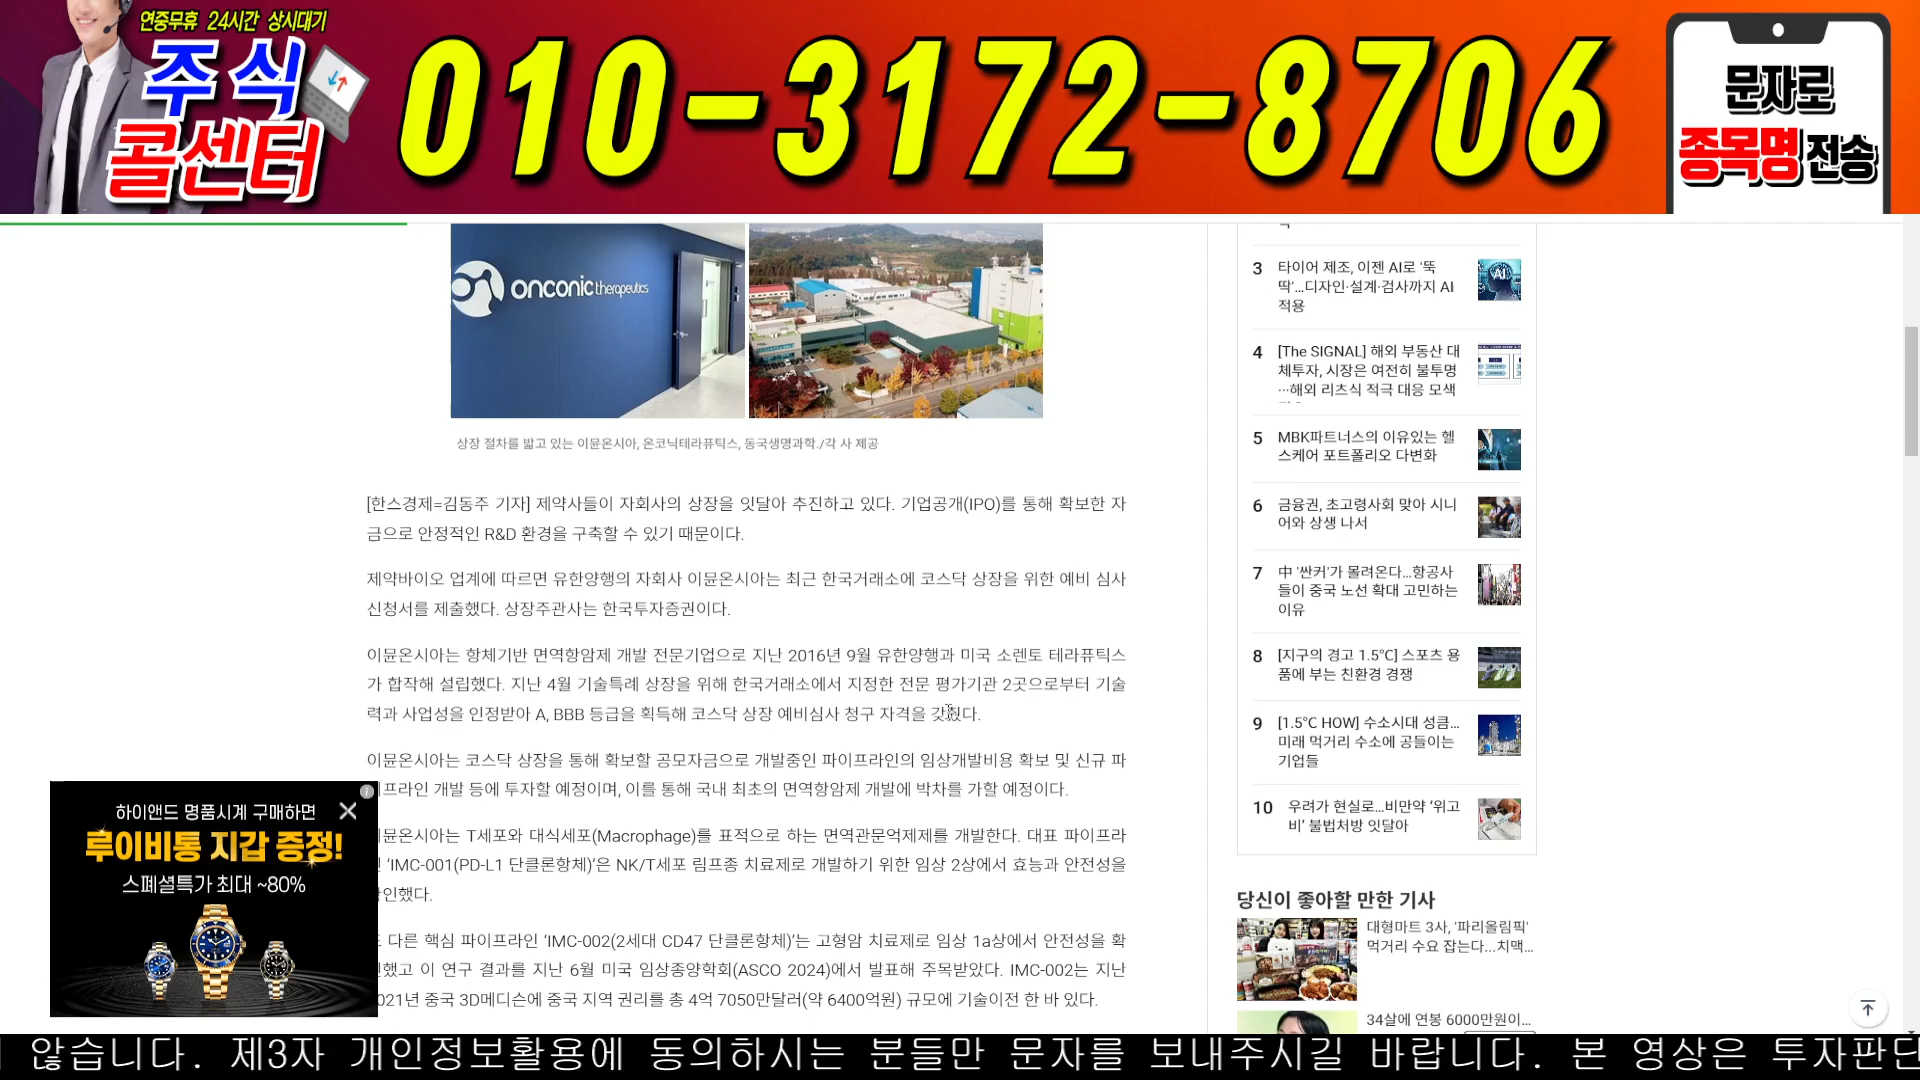 연중무휴 24시간 상시대기
주식
콜센터
010-3172-8706
문자로
종목명 전송
onconic therapeutics
상장 절차를 밟고 있는 이뮨온시아, 온코닉테라퓨틱스, 동국생명과학./각 사 제공
[한스경제=김동주 기자] 제약사들이 자회사의 상장을 잇달아 추진하고 있다. 기업공개(IPO)를 통해 확보한 자
금으로 안정적인 R&D 환경을 구축할 수 있기 때문이다.
제약바이오 업계에 따르면 유한양행의 자회사 이뮨온시아는 최근 한국거래소에 코스닥 상장을 위한 예비 심사
신청서를 제출했다. 상장주관사는 한국투자증권이다.
이뮨온시아는 항체기반 면역항암제 개발 전문기업으로 지난 2016년 9월 유한양행과 미국 소렌토 테라퓨틱스
가 합작해 설립했다. 지난 4월 기술특례 상장을 위해 한국거래소에서 지정한 전문 평가기관 2곳으로부터 기술
력과 사업성을 인정받아 A, BBB 등급을 획득해 코스닥 상장 예비심사 청구 자격을 갖췄다.
이뮨온시아는 코스닥 상장을 통해 확보할 공모자금으로 개발중인 파이프라인의 임상개발비용 확보 및 신규 파
프라인 개발 등에 투자할 예정이며, 이를 통해 국내 최초의 면역항암제 개발에 박차를 가할 예정이다.
뮨온시아는 T세포와 대식세포(Macrophage)를 표적으로 하는 면역관문억제제를 개발한다. 대표 파이프라
‘IMC-001(PD-L1 단클론항체)’은 NK/T세포 림프종 치료제로 개발하기 위한 임상 2상에서 효능과 안전성을
인했다.
다른 핵심 파이프라인 ‘IMC-002(2세대 CD47 단클론항체)’는 고형암 치료제로 임상 1a상에서 안전성을 확
했고 이 연구 결과를 지난 6월 미국 임상종양학회(ASCO 2024)에서 발표해 주목받았다. IMC-002는 지난
021년 중국 3D메디슨에 중국 지역 권리를 총 4억 7050만달러(약 6400억원) 규모에 기술이전 한 바 있다.
하이앤드 명품시계 구매하면
루이비통 지갑 증정!
스폐셜특가 최대 ~80%
3 타이어 제조, 이젠 AI로 '뚝
딱'…디자인·설계·검사까지 AI
적용
AI
4 [The SIGNAL] 해외 부동산 대
체투자, 시장은 여전히 불투명
…해외 리츠식 적극 대응 모색
5 MBK파트너스의 이유있는 헬
스케어 포트폴리오 다변화
6 금융권, 초고령사회 맞아 시니
어와 상생 나서
7 中 '싼커'가 몰려온다…항공사
들이 중국 노선 확대 고민하는
이유
8 [지구의 경고 1.5℃] 스포츠 용
품에 부는 친환경 경쟁
9 [1.5℃ HOW] 수소시대 성큼…
미래 먹거리 수소에 공들이는
기업들
10 우려가 현실로…비만약 ‘위고
비’ 불법처방 잇달아
당신이 좋아할 만한 기사
대형마트 3사, '파리올림픽'
먹거리 수요 잡는다...치맥…
34살에 연봉 6000만원이…
않습니다. 제3자 개인정보활용에 동의하시는 분들만 문자를 보내주시길 바랍니다. 본 영상은 투자판단